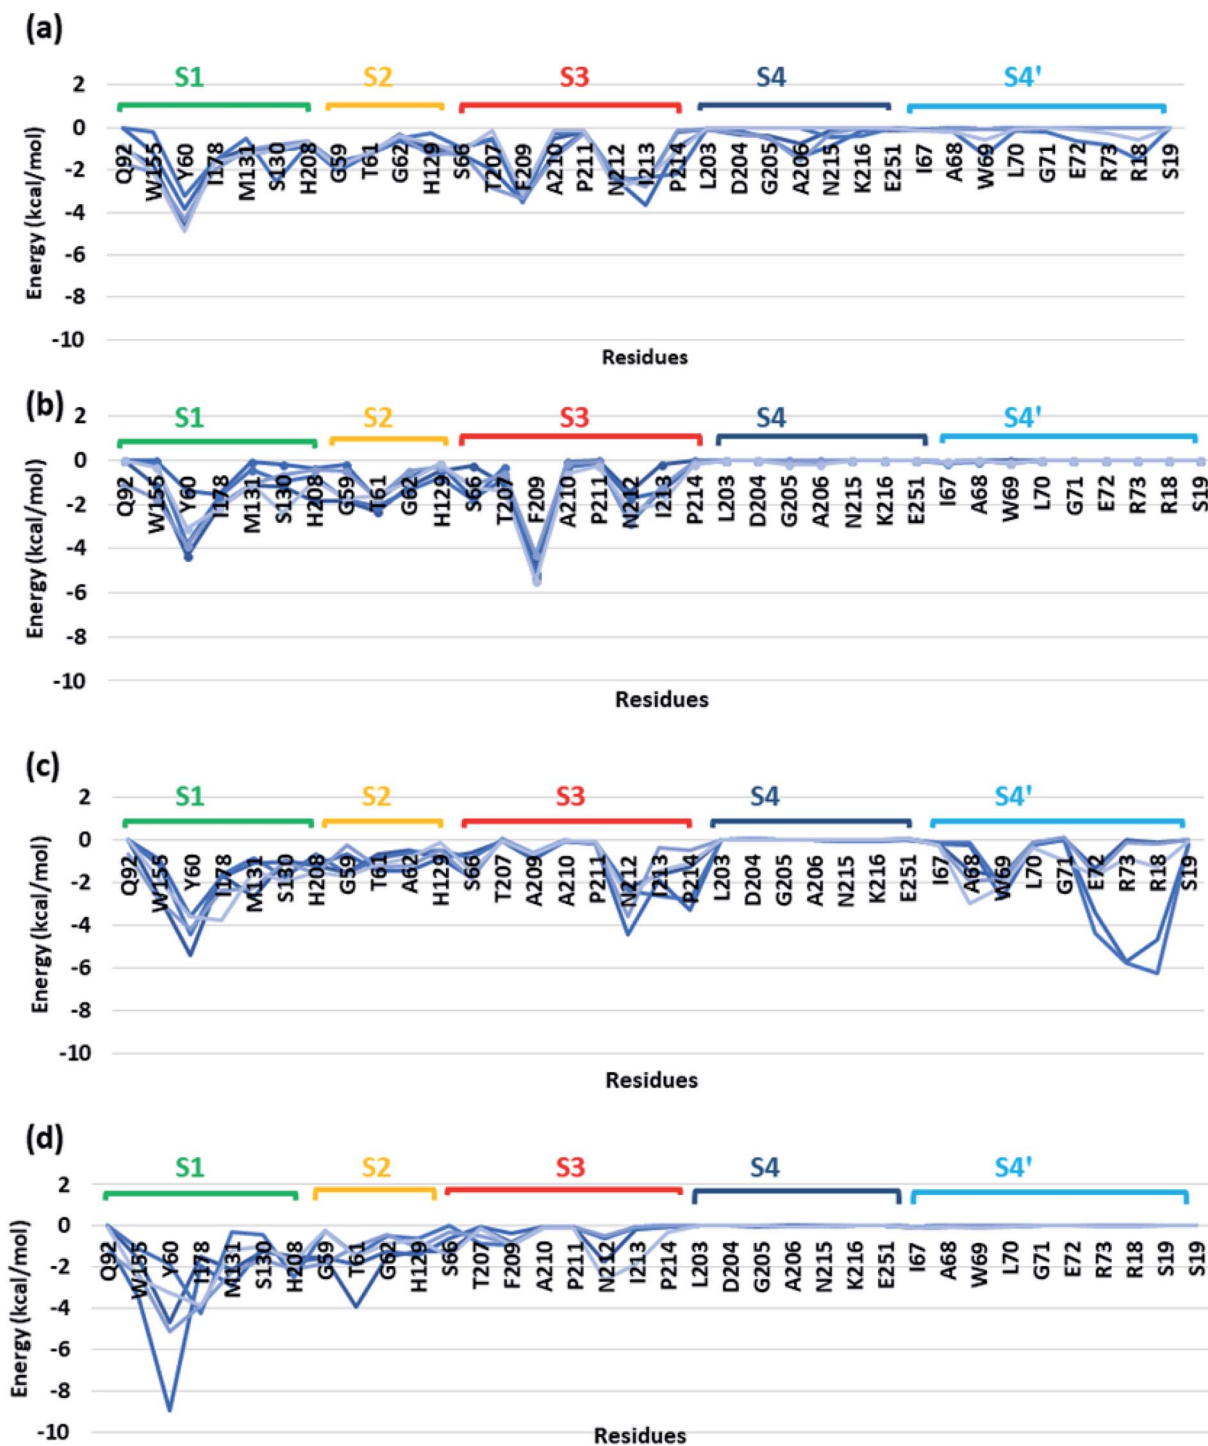 (a)
S1 S2 S3 S4 S4'
2
0
-2
-4
-6
-8
-10
Energy (kcal/mol)
Q92 W155 Y60 I178 M131 S130 H208 G59 T61 G62 H129 S66 T207 F209 A210 P211 N212 I213 P214 L203 D204 G205 A206 N215 K216 E251 I67 A68 W69 L70 G71 E72 R73 R18 S19
Residues
(b)
S1 S2 S3 S4 S4'
2
0
-2
-4
-6
-8
-10
Energy (kcal/mol)
Q92 W155 Y60 I178 M131 S130 H208 G59 T61 G62 H129 S66 T207 F209 A210 P211 N212 I213 P214 L203 D204 G205 A206 N215 K216 E251 I67 A68 W69 L70 G71 E72 R73 R18 S19
Residues
(c)
S1 S2 S3 S4 S4'
2
0
-2
-4
-6
-8
-10
Energy (kcal/mol)
Q92 W155 Y60 I178 M131 S130 H208 G59 T61 A62 H129 S66 T207 A209 A210 P211 N212 I213 P214 L203 D204 G205 A206 N215 K216 E251 I67 A68 W69 L70 G71 E72 R73 R18 S19
Residues
(d)
S1 S2 S3 S4 S4'
2
0
-2
-4
-6
-8
-10
Energy (kcal/mol)
Q92 W155 Y60 I178 M131 S130 H208 G59 T61 G62 H129 S66 T207 F209 A210 P211 N212 I213 P214 L203 D204 G205 A206 N215 K216 E251 I67 A68 W69 L70 G71 E72 R73 R18 S19 S19
Residues